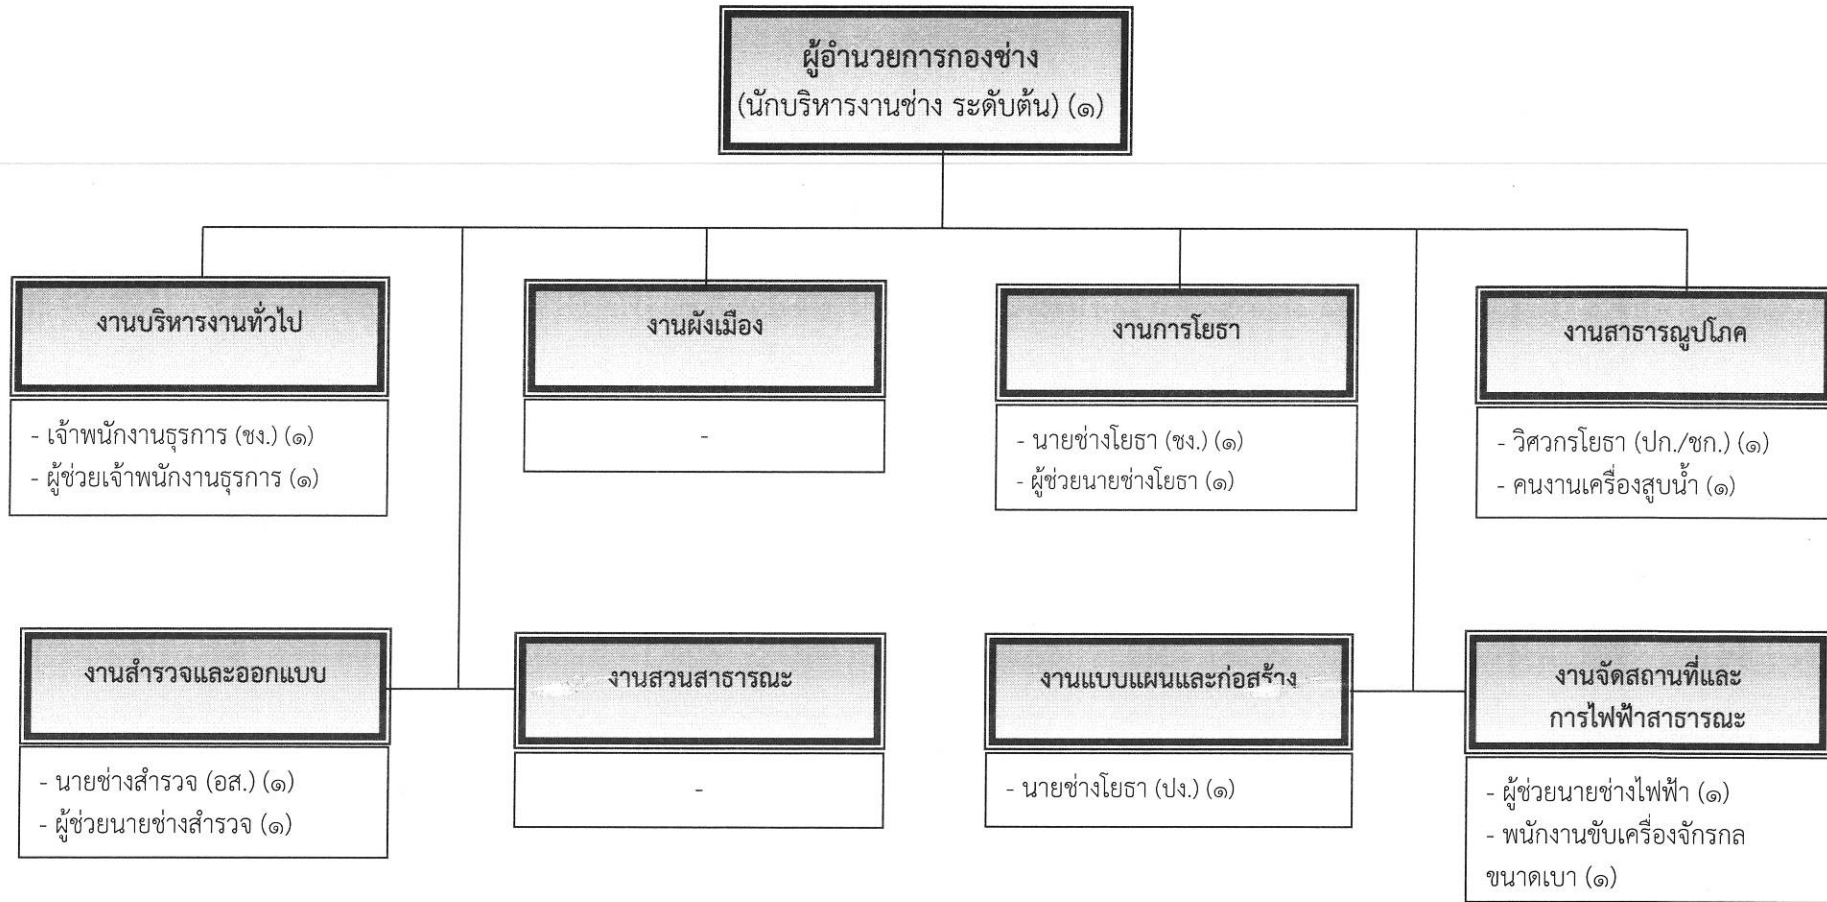 ผู้อำนวยการกองช่าง
(นักบริหารงานช่าง ระดับต้น) (๑)
งานบริหารงานทั่วไป
- เจ้าพนักงานธุรการ (ชง.) (๑)
- ผู้ช่วยเจ้าพนักงานธุรการ (๑)
งานผังเมือง
-
งานการโยธา
- นายช่างโยธา (ชง.) (๑)
- ผู้ช่วยนายช่างโยธา (๑)
งานสาธารณูปโภค
- วิศวกรโยธา (ปก./ชก.) (๑)
- คนงานเครื่องสูบน้ำ (๑)
งานสำรวจและออกแบบ
- นายช่างสำรวจ (อส.) (๑)
- ผู้ช่วยนายช่างสำรวจ (๑)
งานสวนสาธารณะ
-
งานแบบแผนและก่อสร้าง
- นายช่างโยธา (ปง.) (๑)
งานจัดสถานที่และ
การไฟฟ้าสาธารณะ
- ผู้ช่วยนายช่างไฟฟ้า (๑)
- พนักงานขับเครื่องจักรกล
ขนาดเบา (๑)